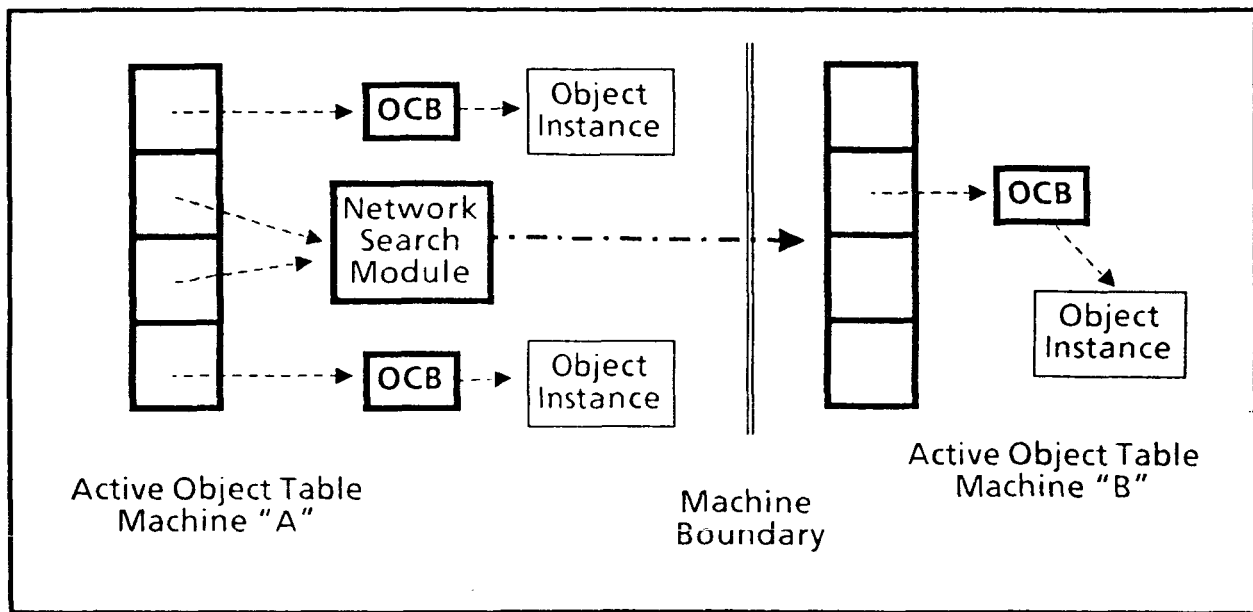 OCB
Object
Instance
Network
Search
Module
OCB
Object
Instance
OCB
Object
Instance
Active Object Table
Machine "A"
Machine
Boundary
Active Object Table
Machine "B"